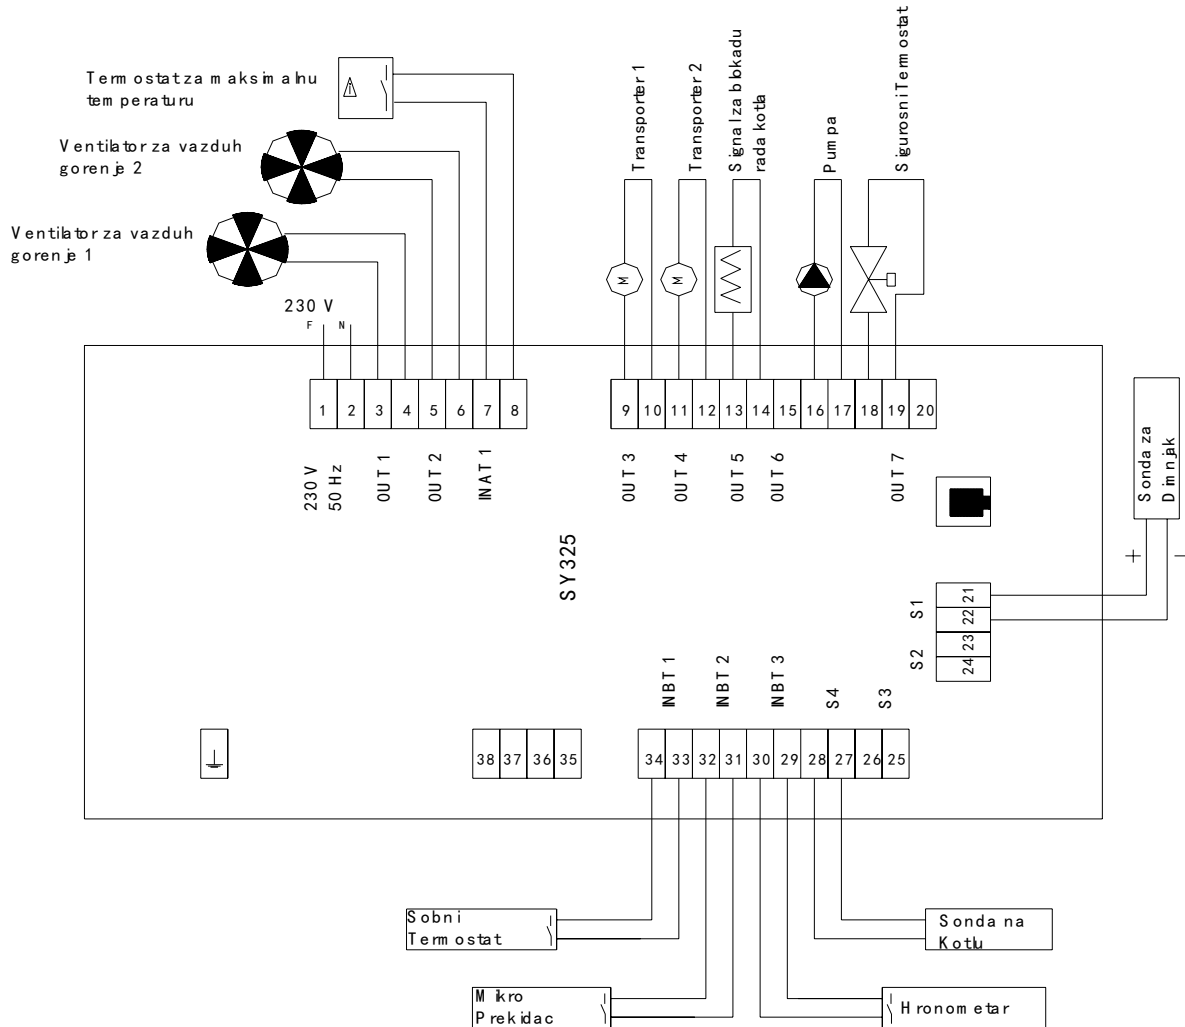 Termostat za maksimalnu
temperaturu
Ventilator za vazduh
gorenje 2
Ventilator za vazduh
gorenje 1
230 V
F N
Transporter 1
Transporter 2
Signal za blokadu
rada kotla
Pumpa
Sigurosni Termostat
M M
1 2 3 4 5 6 7 8
9 10 11 12 13 14 15 16 17 18 19 20
230 V
50 Hz
OUT 1
OUT 2
INAT 1
OUT 3
OUT 4
OUT 5
OUT 6
OUT 7
Sonda za
Dimnjak
+ −
SY325
S1
S2
21
22
23
24
INBT 1
INBT 2
INBT 3
S4
S3
38 37 36 35
34 33 32 31 30 29 28 27 26 25
Sobni
Termostat
Sonda na
Kotlu
Mikro
Prekidac
Hronometar